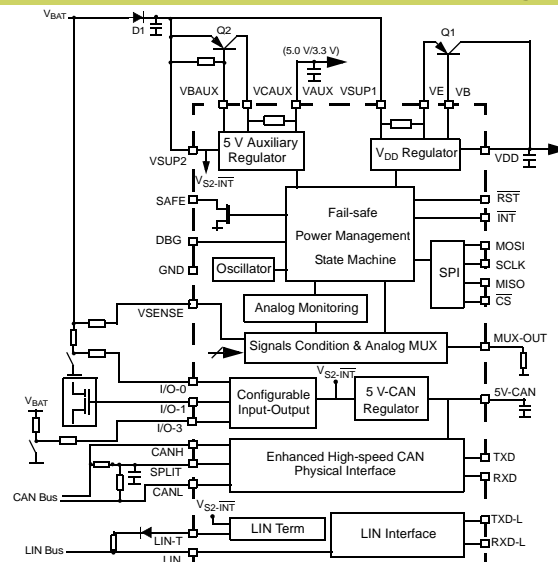 VBAT
D1
Q2
(5.0 V/3.3 V)
Q1
VBAUX
VCAUX
VAUX
VSUP1
VE
VB
5 V Auxiliary
Regulator
VDD Regulator
VDD
VSUP2
VS2-INT
SAFE
Fail-safe
Power Management
State Machine
RST
INT
DBG
MOSI
SCLK
MISO
CS
SPI
GND
Oscillator
Analog Monitoring
VSENSE
Signals Condition & Analog MUX
MUX-OUT
VS2-INT
I/O-0
Configurable
Input-Output
5 V-CAN
Regulator
5V-CAN
I/O-1
VBAT
I/O-3
CANH
Enhanced High-speed CAN
Physical Interface
TXD
SPLIT
RXD
CANL
CAN Bus
VS2-INT
LIN Term
LIN Interface
TXD-L
LIN-T
RXD-L
LIN Bus
LIN